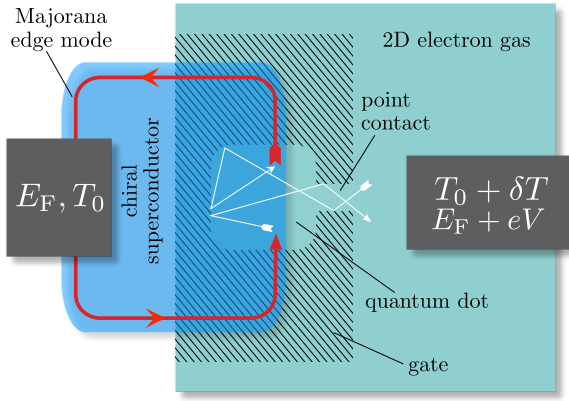 Majorana
edge mode
2D electron gas
point
contact
chiral
superconductor
E_F, T_0
T_0 + δT
E_F + eV
quantum dot
gate